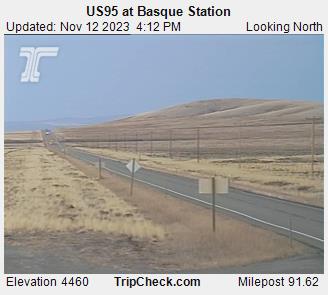 US95 at Basque Station
Updated: Nov 12 2023 4:12 PM Looking North
Elevation 4460 TripCheck.com Milepost 91.62